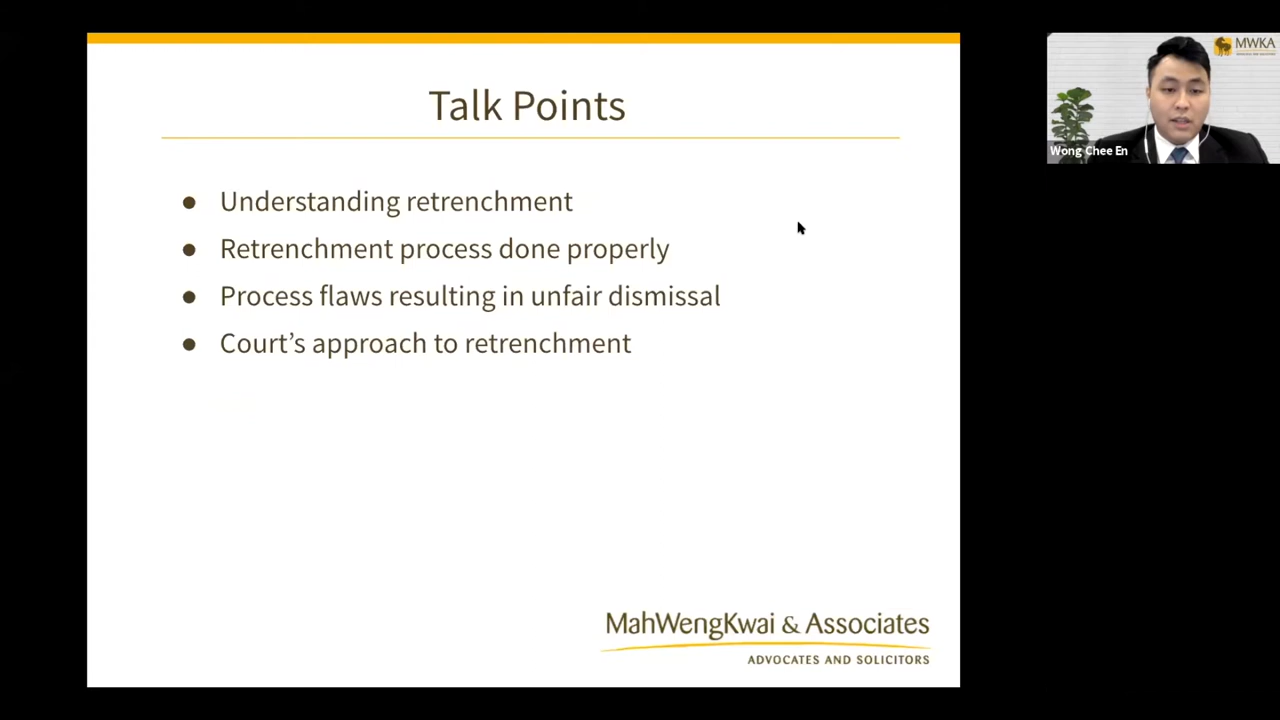 Talk Points
● Understanding retrenchment
● Retrenchment process done properly
● Process flaws resulting in unfair dismissal
● Court’s approach to retrenchment
MahWengKwai & Associates
ADVOCATES AND SOLICITORS
MWKA
Wong Chee En